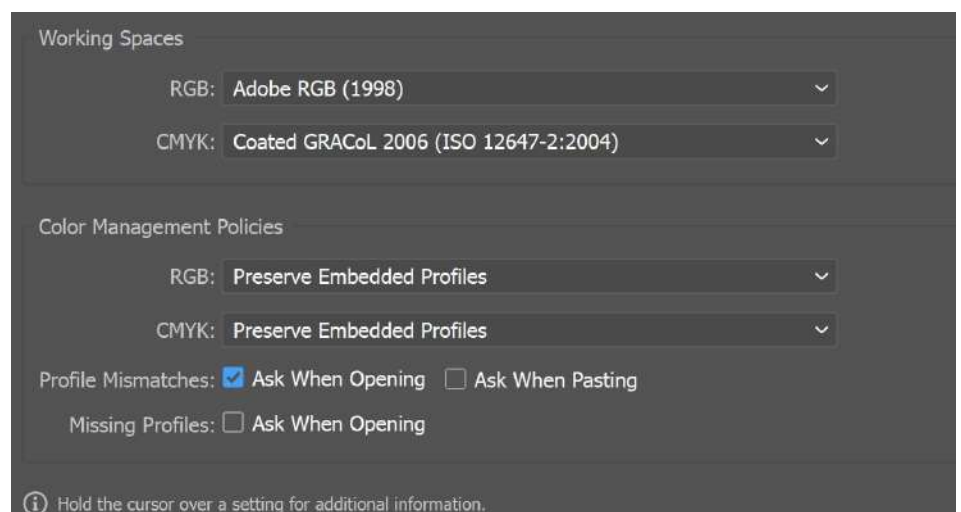 Working Spaces
RGB: Adobe RGB (1998)
CMYK: Coated GRACoL 2006 (ISO 12647-2:2004)
Color Management Policies
RGB: Preserve Embedded Profiles
CMYK: Preserve Embedded Profiles
Profile Mismatches: Ask When Opening Ask When Pasting
Missing Profiles: Ask When Opening
Hold the cursor over a setting for additional information.